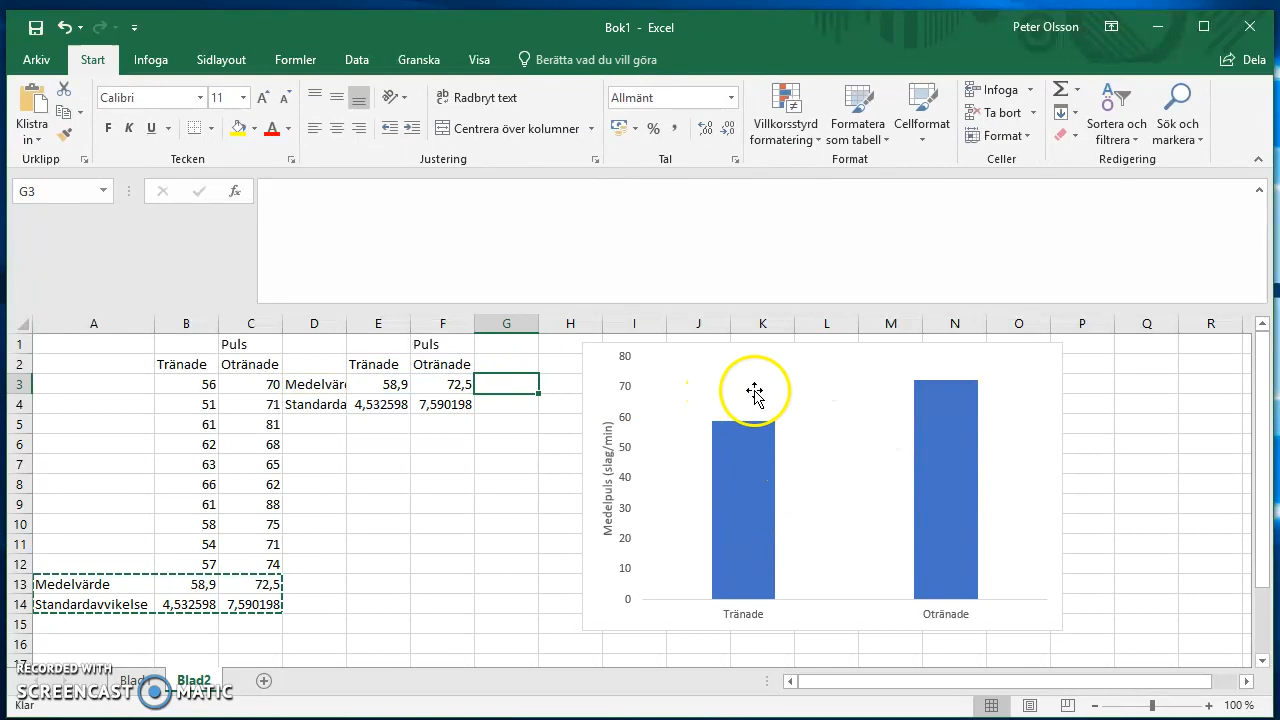 Bok1 - Excel
Peter Olsson
Arkiv Start Infoga Sidlayout Formler Data Granska Visa Berätta vad du vill göra Dela
Klistra in
Urklipp
Calibri 11
F K U
Tecken
Radbryt text
Centrera över kolumner
Justering
Allmänt
%
Tal
Villkorsstyrd formatering
Formatera som tabell
Cellformat
Format
Infoga
Ta bort
Format
Celler
Sortera och filtrera
Sök och markera
Redigering
G3
fx
A B C D E F G H I J K L M N O P Q R
1 Puls Puls
2 Tränade Otränade Tränade Otränade
3 56 70 Medelvärd 58,9 72,5
4 51 71 Standarda 4,532598 7,590198
5 61 81
6 62 68
7 63 65
8 66 62
9 61 88
10 58 75
11 54 71
12 57 74
13 Medelvärde 58,9 72,5
14 Standardavvikelse 4,532598 7,590198
15
16
17
80
70
60
50
40
30
20
10
0
Medelpuls (slag/min)
Tränade Otränade
RECORDED WITH
SCREENCAST MATIC
Blad Blad2
Klar
100 %